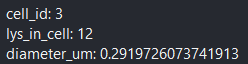 cell_id: 3
lys_in_cell: 12
diameter_um: 0.2919726073741913